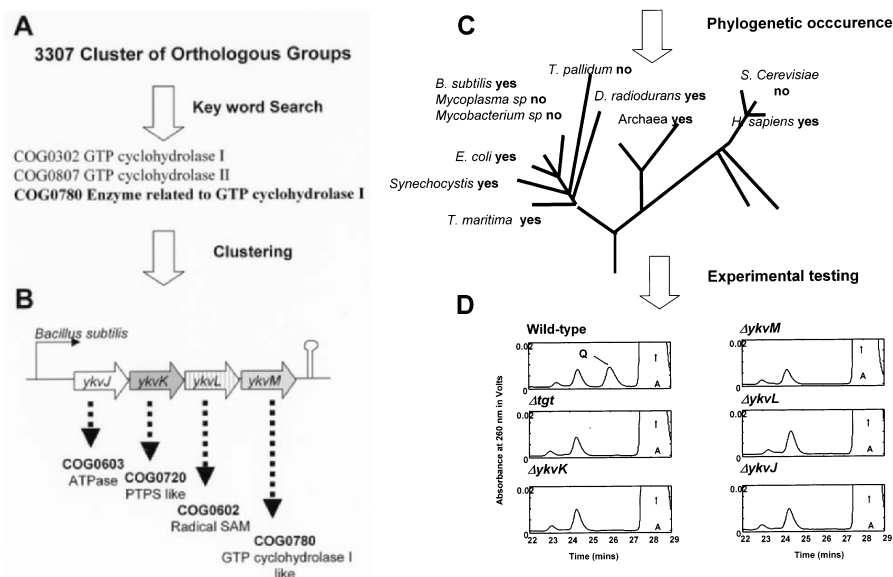 A
3307 Cluster of Orthologous Groups
Key word Search
COG0302 GTP cyclohydrolase I
COG0807 GTP cyclohydrolase II
COG0780 Enzyme related to GTP cyclohydrolase I
Clustering
B
Bacillus subtilis
ykvJ
ykvK
ykvL
ykvM
COG0603
ATPase
COG0720
PTPS like
COG0602
Radical SAM
COG0780
GTP cyclohydrolase I
like
C
Phylogenetic occcurence
T. pallidum no
B. subtilis yes
Mycoplasma sp no
Mycobacterium sp no
D. radiodurans yes
Archaea yes
S. Cerevisiae
no
H. sapiens yes
E. coli yes
Synechocystis yes
T. maritima yes
Experimental testing
D
Absorbance at 260 nm in Volts
Wild-type
0.02
Q
↑
A
0
ΔykvM
0.02
↑
A
0
Δtgt
0.02
↑
A
0
ΔykvL
0.02
↑
A
0
ΔykvK
0.02
↑
A
0
22 23 24 25 26 27 28 29
Time (mins)
ΔykvJ
0.02
↑
A
0
22 23 24 25 26 27 28 29
Time (mins)